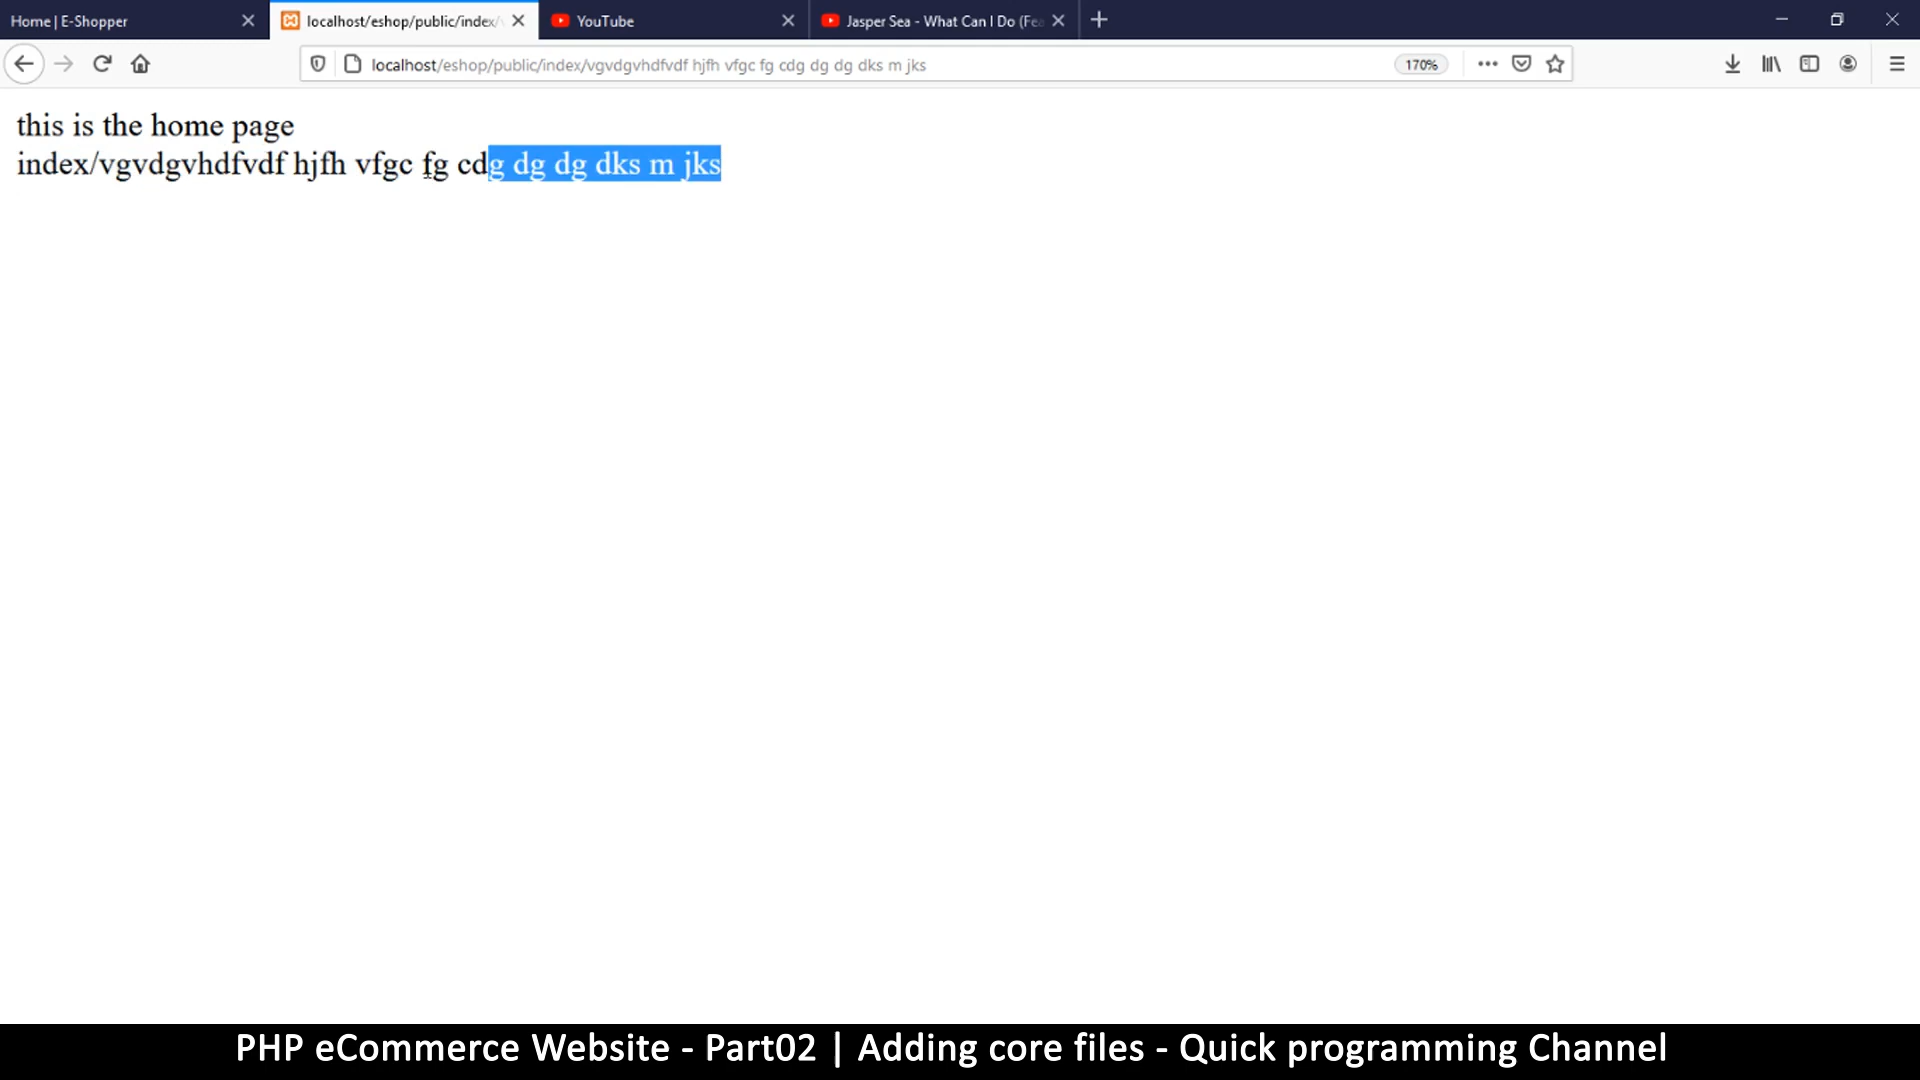 Home | E-Shopper
localhost/eshop/public/index/
YouTube
Jasper Sea - What Can I Do (Fea
localhost/eshop/public/index/vgvdgvhdfvdf hjfh vfgc fg cdg dg dg dks m jks
170%
this is the home page
index/vgvdgvhdfvdf hjfh vfgc fg cdg dg dg dks m jks
PHP eCommerce Website - Part02 | Adding core files - Quick programming Channel